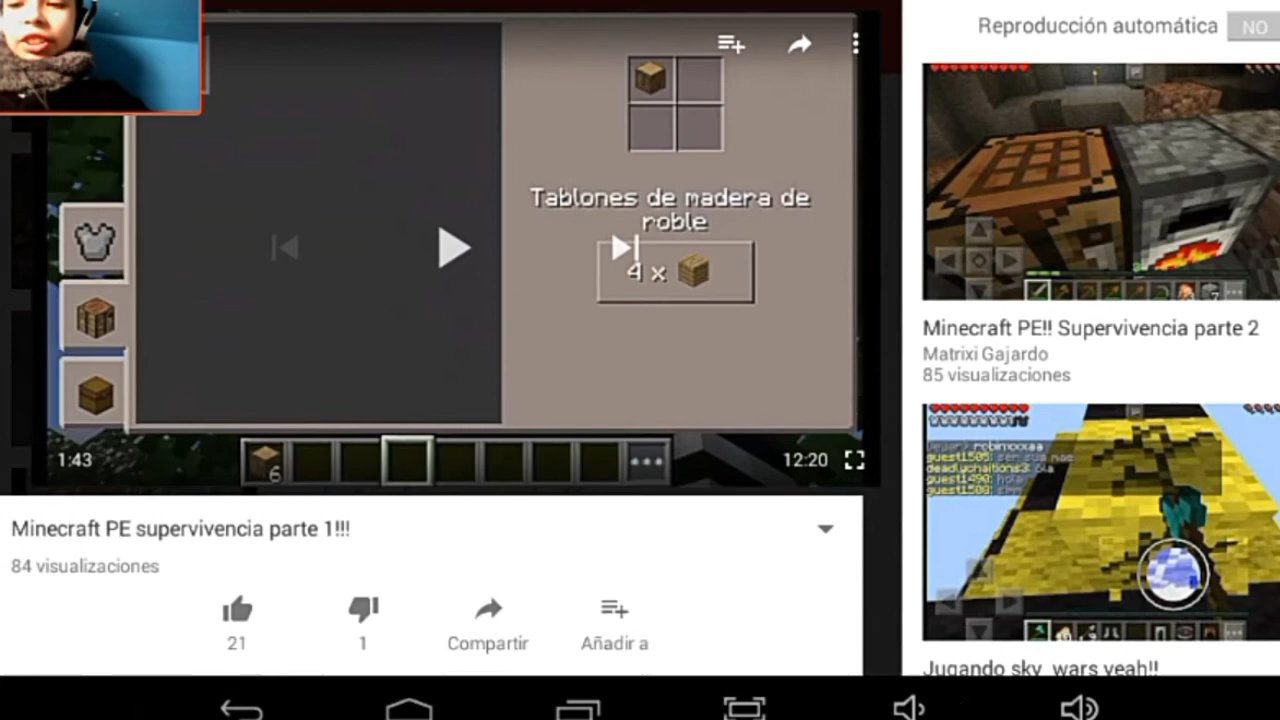 Reproducción automática
NO
Tablones de madera de
roble
4 x
6
1:43
12:20
Minecraft PE supervivencia parte 1!!!
84 visualizaciones
21
1
Compartir
Añadir a
Minecraft PE!! Supervivencia parte 2
Matrixi Gajardo
85 visualizaciones
guest1490: hola
Jugando sky wars yeah!!